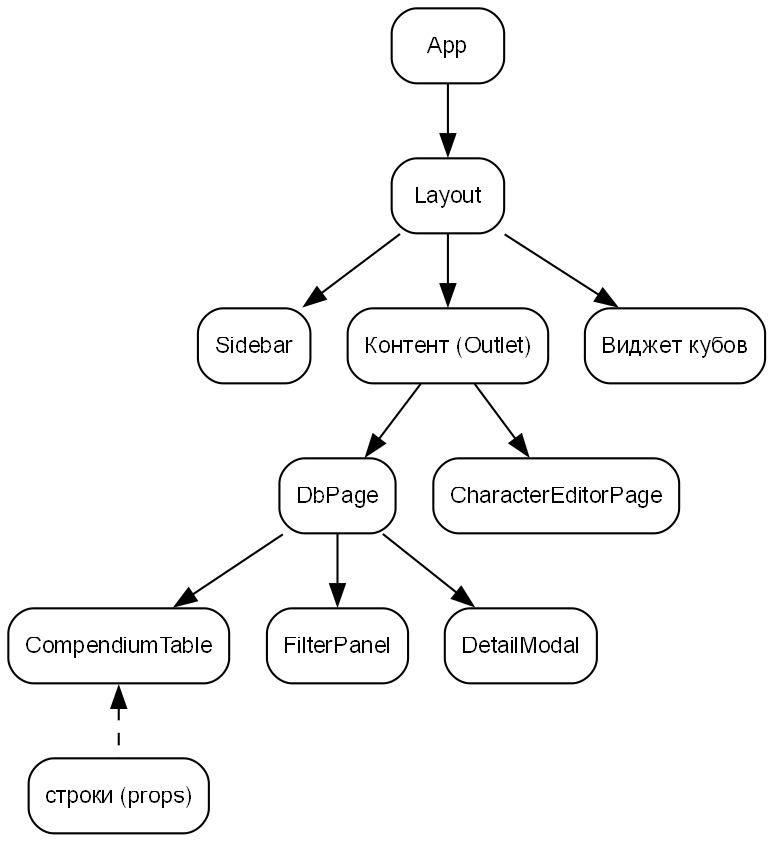 App
Layout
Sidebar
Контент (Outlet)
Виджет кубов
DbPage
CharacterEditorPage
CompendiumTable
FilterPanel
DetailModal
строки (props)